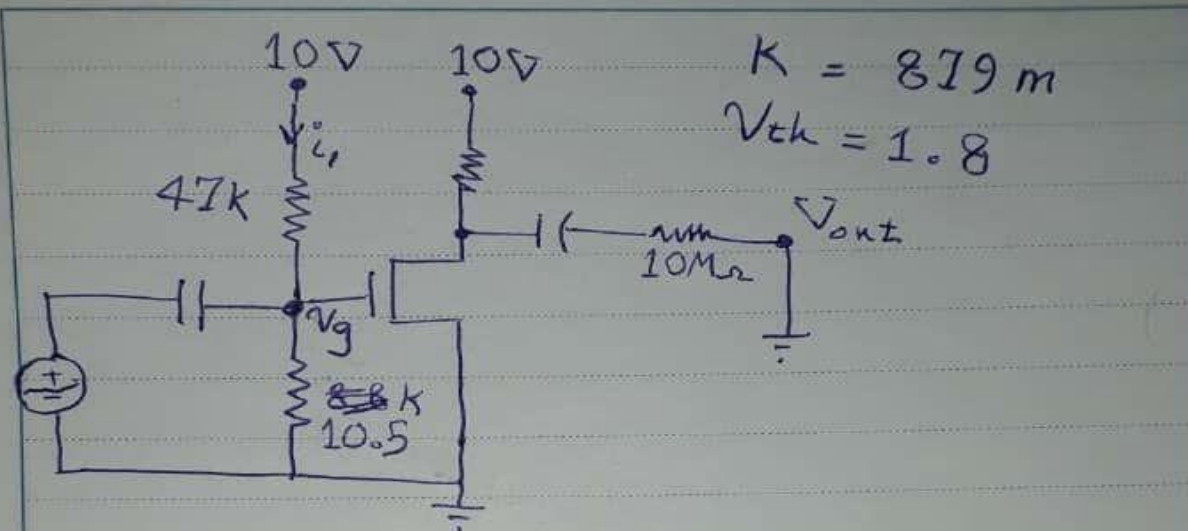 10V 10V
K = 879 m
Vth = 1.8
i1
47K
Vout
10MΩ
Vg
K
10.5